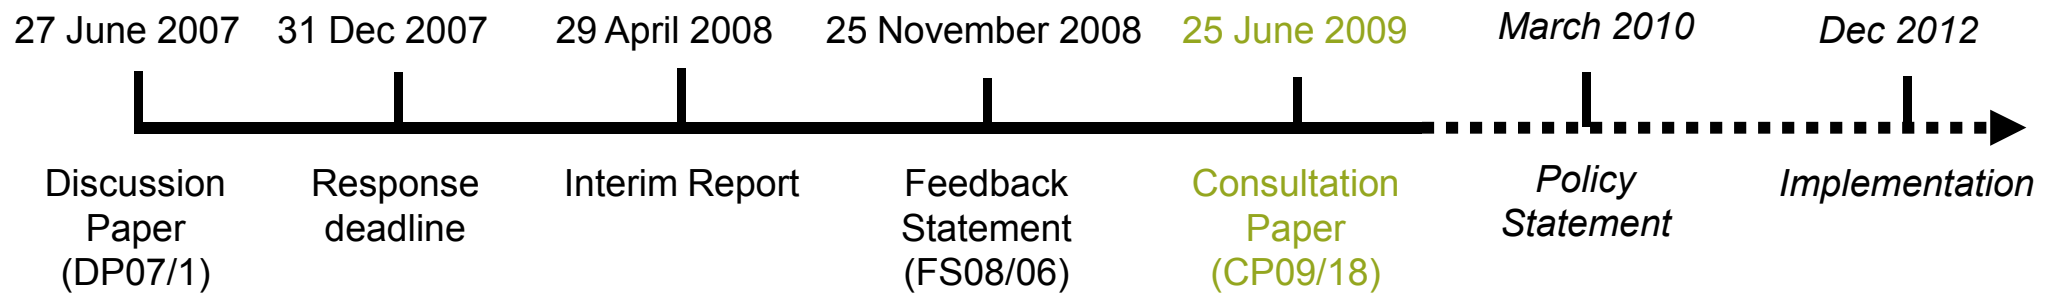 27 June 2007 31 Dec 2007 29 April 2008 25 November 2008 25 June 2009 March 2010 Dec 2012
Discussion Response Interim Report Feedback Consultation Policy Implementation
Paper deadline Statement Paper Statement
(DP07/1) (FS08/06) (CP09/18)